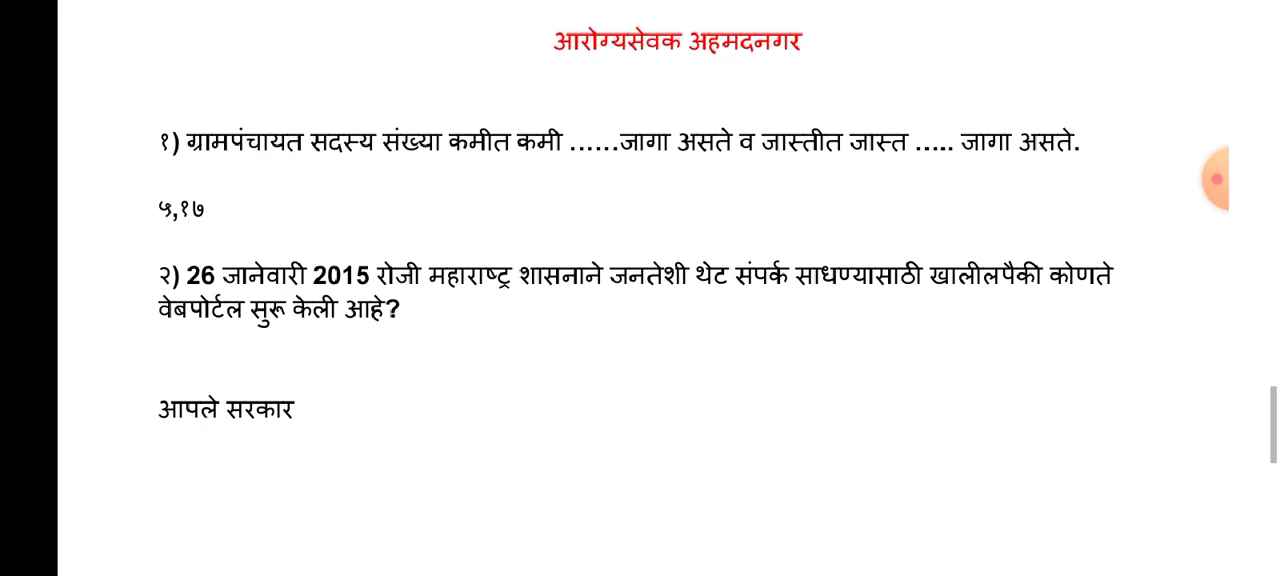 आरोग्यसेवक अहमदनगर
१) ग्रामपंचायत सदस्य संख्या कमीत कमी ......जागा असते व जास्तीत जास्त ..... जागा असते.
५,१७
२) 26 जानेवारी 2015 रोजी महाराष्ट्र शासनाने जनतेशी थेट संपर्क साधण्यासाठी खालीलपैकी कोणते
वेबपोर्टल सुरू केली आहे?
आपले सरकार